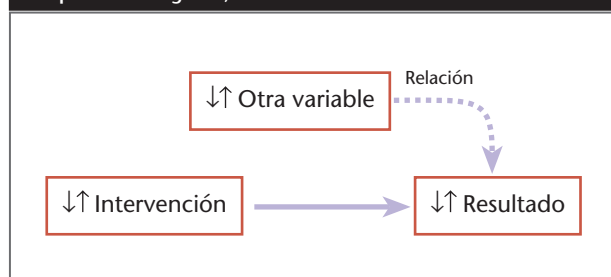 Relación
↓↑ Otra variable
↓↑ Intervención
↓↑ Resultado